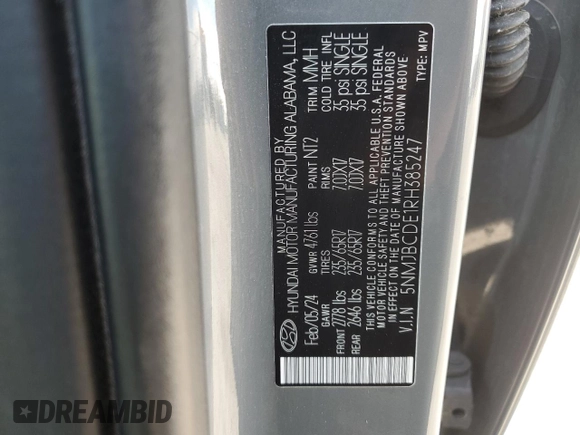 MANUFACTURED BY
HYUNDAI MOTOR MANUFACTURING ALABAMA, LLC
Feb/05/24 GVWR 4761lbs PAINT NT2 TRIM MMH
GAWR TIRES RIMS COLD TIRE INFL
FRONT 2778 lbs 235/65R17 7.0JX17 35 psi SINGLE
REAR 2646 lbs 235/65R17 7.0JX17 35 psi SINGLE
THIS VEHICLE CONFORMS TO ALL APPLICABLE U.S.A. FEDERAL
MOTOR VEHICLE SAFETY AND THEFT PREVENTION STANDARDS
IN EFFECT ON THE DATE OF MANUFACTURE SHOWN ABOVE
V.I.N 5NMJBCDE1RH385247 TYPE: MPV
DREAMBID